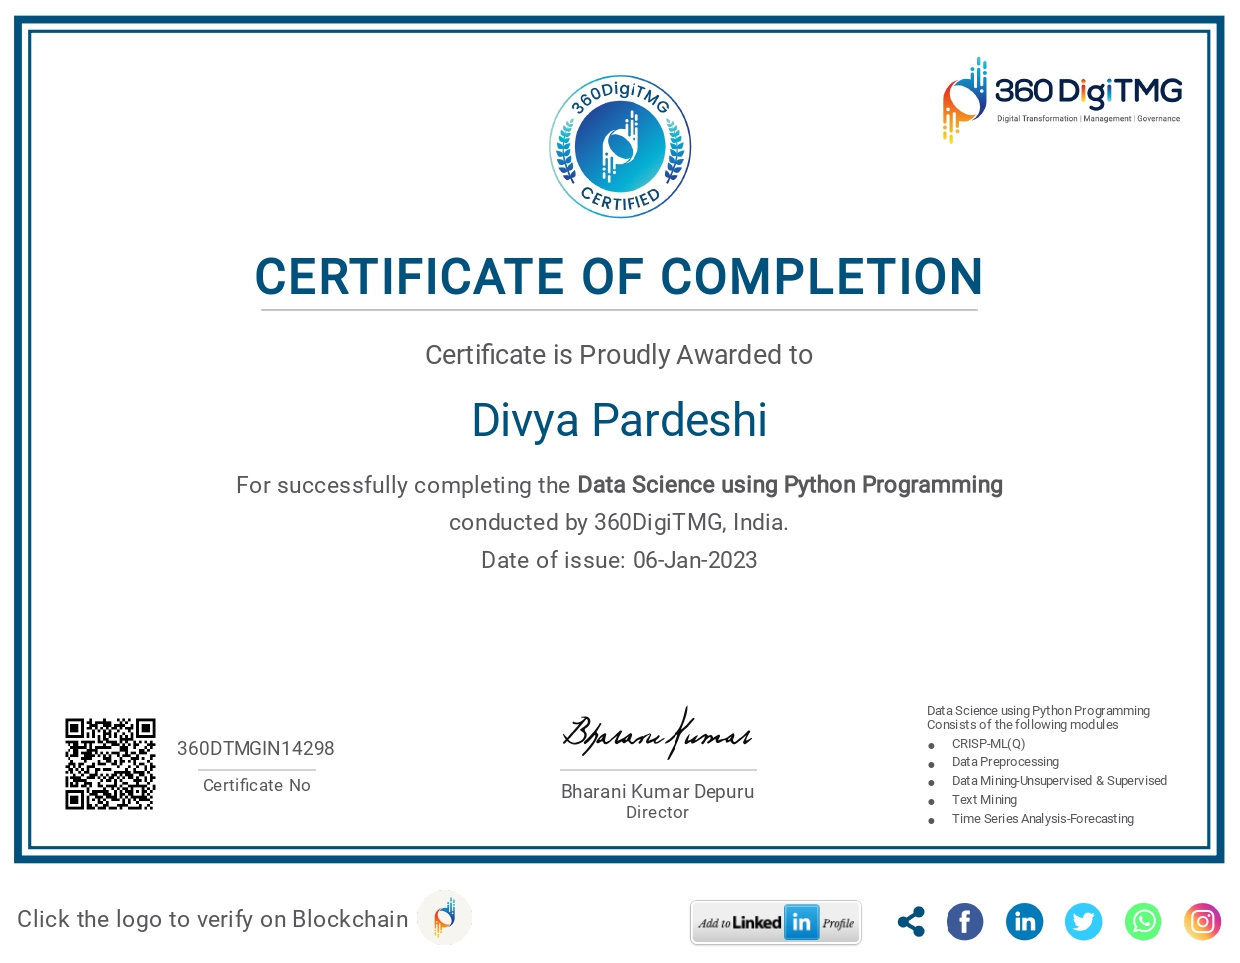 360DigiTMG
CERTIFIED
360DigiTMG
Digital Transformation | Management | Governance
CERTIFICATE OF COMPLETION
Certificate is Proudly Awarded to
Divya Pardeshi
For successfully completing the Data Science using Python Programming
conducted by 360DigiTMG, India.
Date of issue: 06-Jan-2023
360DTMGIN14298
Certificate No
Bharani Kumar
Bharani Kumar Depuru
Director
Data Science using Python Programming
Consists of the following modules
● CRISP-ML(Q)
● Data Preprocessing
● Data Mining-Unsupervised & Supervised
● Text Mining
● Time Series Analysis-Forecasting
Click the logo to verify on Blockchain
Add to Linked in Profile